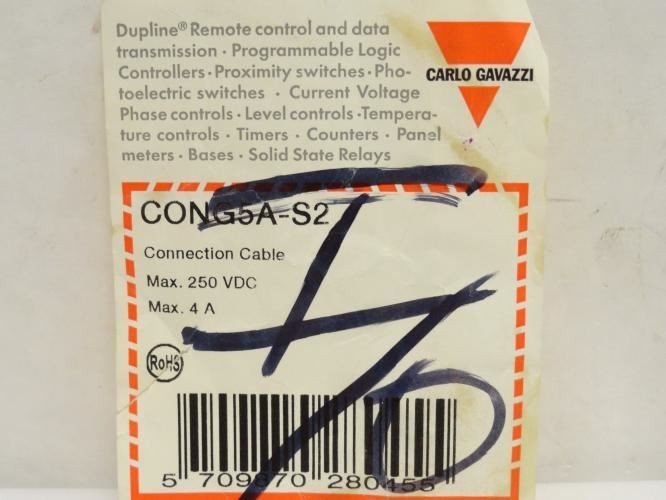 Dupline® Remote control and data
transmission · Programmable Logic
Controllers · Proximity switches · Pho-
toelectric switches · Current Voltage
Phase controls · Level controls · Tempera-
ture controls · Timers · Counters · Panel
meters · Bases · Solid State Relays
CARLO GAVAZZI
CONG5A-S2
Connection Cable
Max. 250 VDC
Max. 4 A
RoHS
5 709870 280455